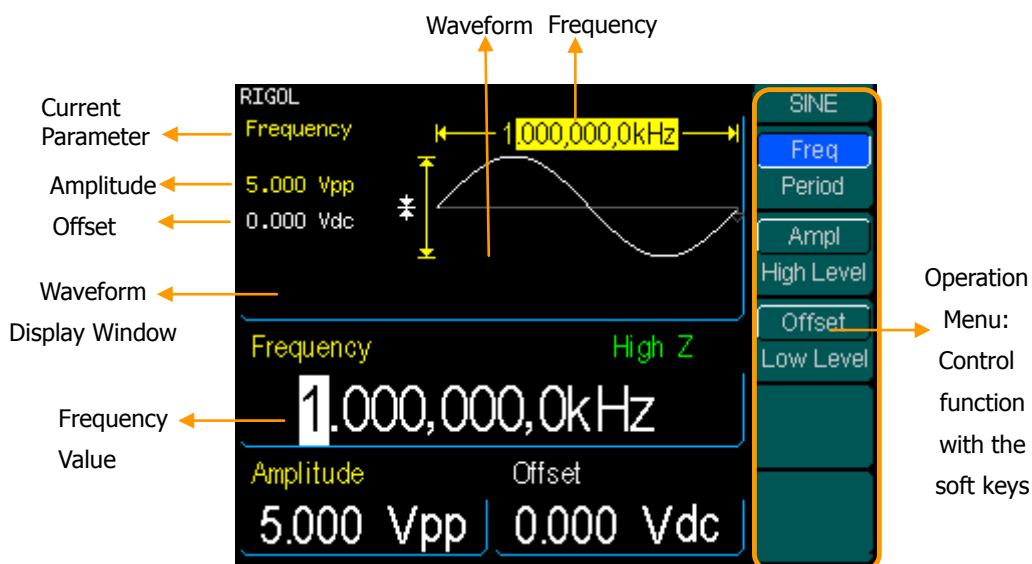 Waveform Frequency
RIGOL
SINE
Current
Parameter
Frequency
1.000,000,0kHz
Freq
Period
Amplitude
5.000 Vpp
Offset
0.000 Vdc
Ampl
High Level
Waveform
Display Window
Offset
Low Level
Operation
Menu:
Control
function
with the
soft keys
Frequency
High Z
Frequency
Value
1.000,000,0kHz
Amplitude
Offset
5.000 Vpp
0.000 Vdc